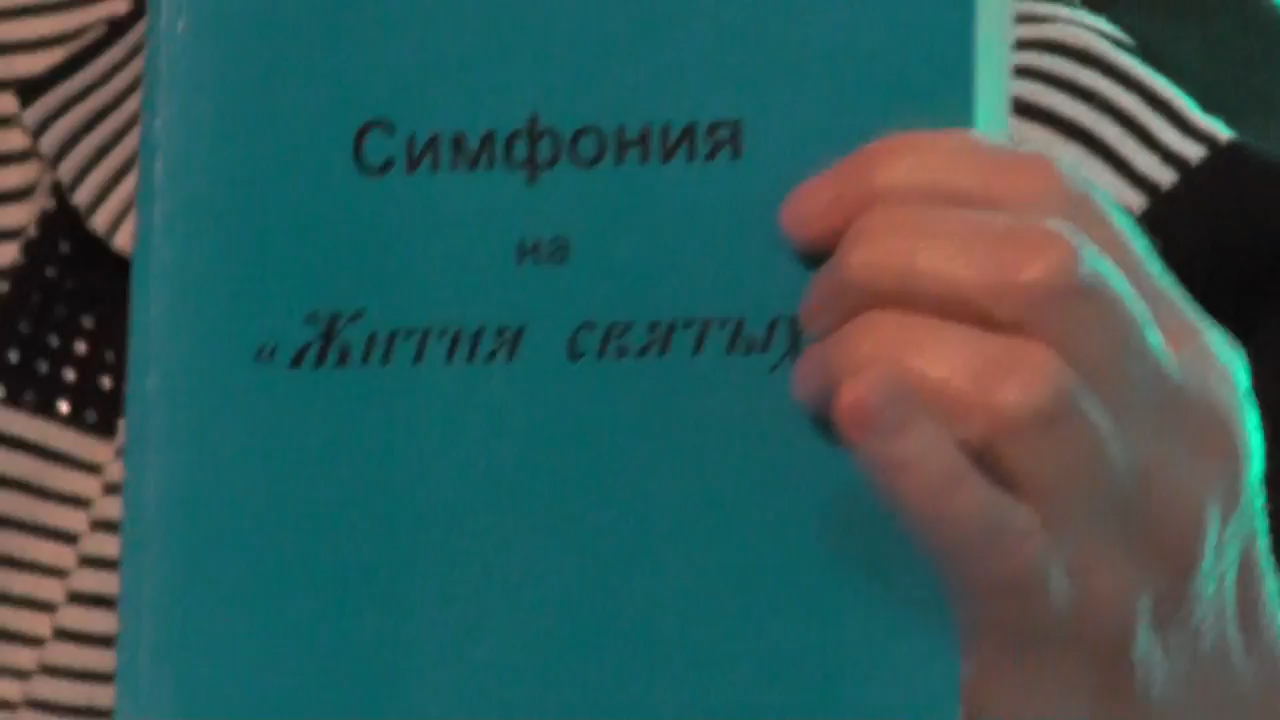 Симфония
на
«Жития святых